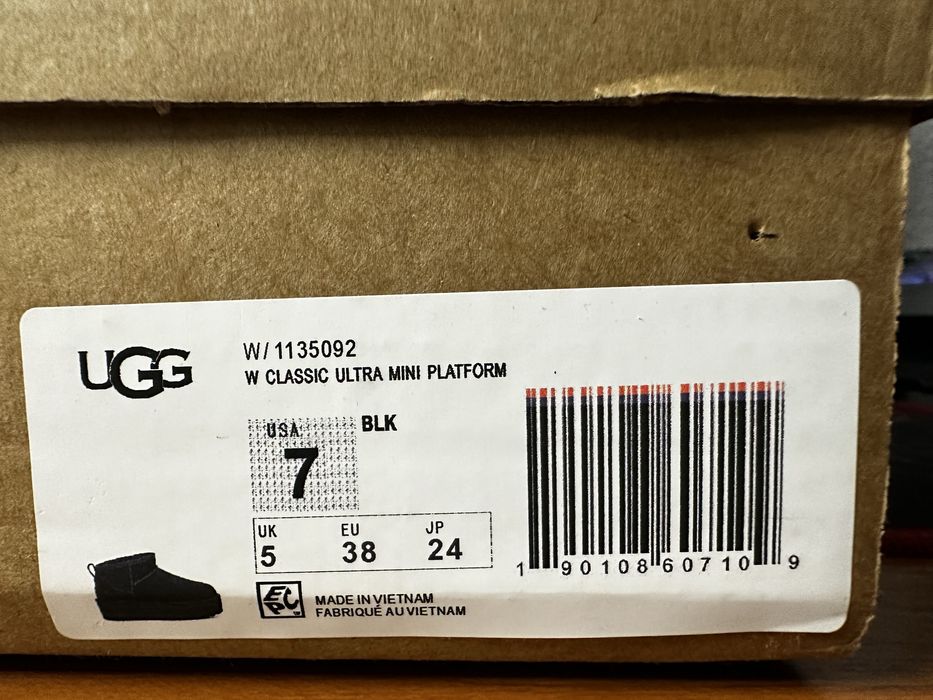 UGG
W/ 1135092
W CLASSIC ULTRA MINI PLATFORM
BLK
USA
7
UK EU JP
5 38 24
EPC
MADE IN VIETNAM
FABRIQUÉ AU VIETNAM
1 90108 60710 9